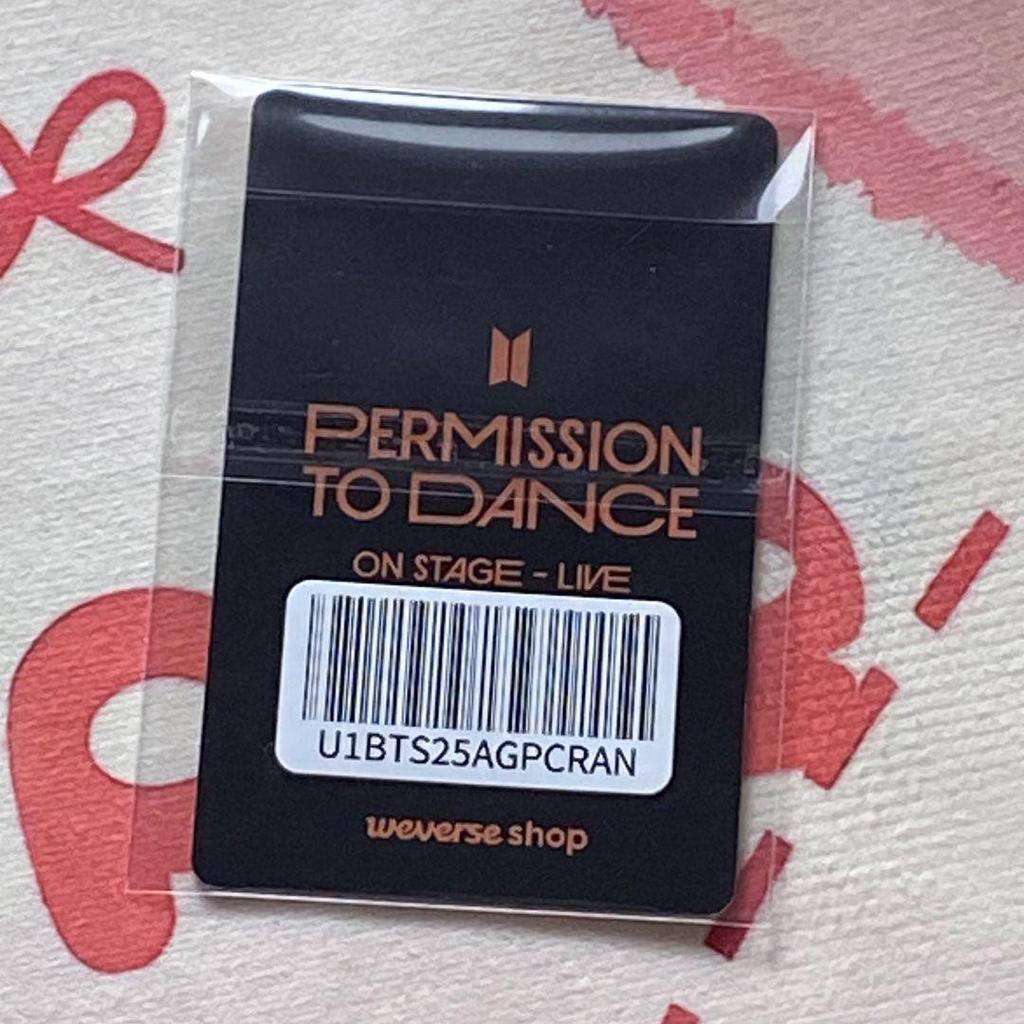 PERMISSION
TO DANCE
ON STAGE - LIVE
U1BTS25AGPCRAN
weverse shop